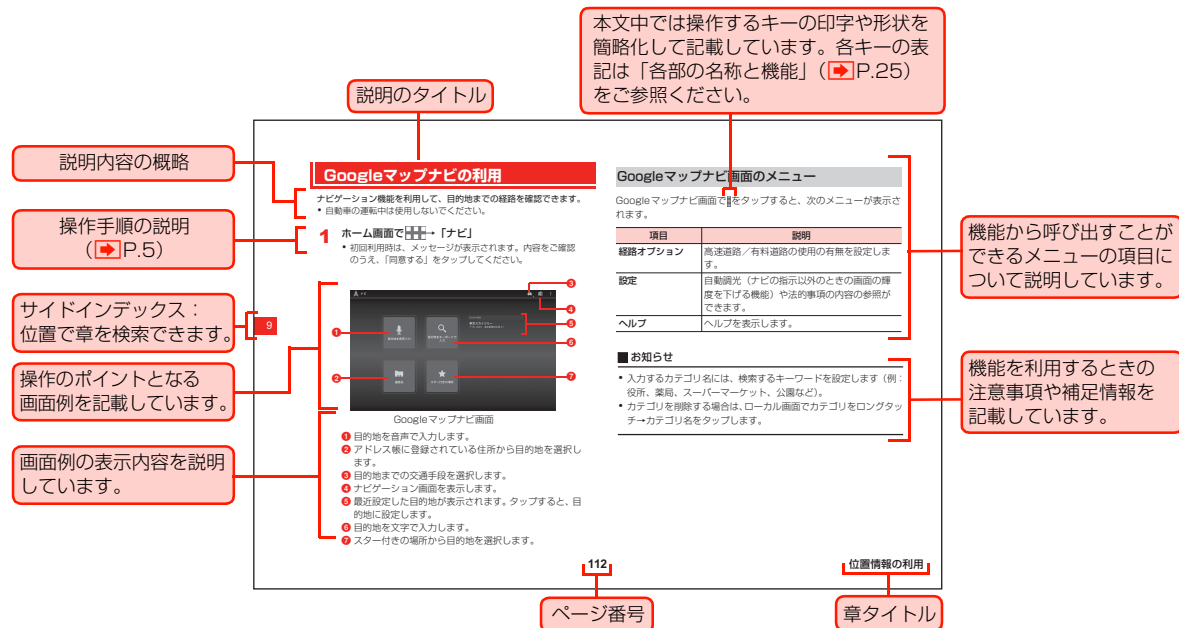 本文中では操作するキーの印字や形状を
簡略化して記載しています。各キーの表
記は「各部の名称と機能」(P.25)
をご参照ください。
説明のタイトル
説明内容の概略
操作手順の説明
(P.5)
サイドインデックス：
位置で章を検索できます。
操作のポイントとなる
画面例を記載しています。
画面例の表示内容を説明
しています。
9
Googleマップナビの利用
ナビゲーション機能を利用して、目的地までの経路を確認できます。
• 自動車の運転中は使用しないでください。
1 ホーム画面で→「ナビ」
• 初回利用時は、メッセージが表示されます。内容をご確認
のうえ、「同意する」をタップしてください。
ナビ
❸
❹
❶
❺
❻
❷
❼
Googleマップナビ画面
❶ 目的地を音声で入力します。
❷ アドレス帳に登録されている住所から目的地を選択し
ます。
❸ 目的地までの交通手段を選択します。
❹ ナビゲーション画面を表示します。
❺ 最近設定した目的地が表示されます。タップすると、目
的地に設定します。
❻ 目的地を文字で入力します。
❼ スター付きの場所から目的地を選択します。
Googleマップナビ画面のメニュー
Googleマップナビ画面でをタップすると、次のメニューが表示さ
れます。
項目 説明
経路オプション 高速道路／有料道路の使用の有無を設定しま
す。
設定 自動調光（ナビの指示以外のときの画面の輝
度を下げる機能）や法的事項の内容の参照が
できます。
ヘルプ ヘルプを表示します。
■ お知らせ
• 入力するカテゴリ名には、検索するキーワードを設定します（例：
役所、薬局、スーパーマーケット、公園など）。
• カテゴリを削除する場合は、ローカル画面でカテゴリをロングタッ
チ→カテゴリ名をタップします。
機能から呼び出すことが
できるメニューの項目に
ついて説明しています。
機能を利用するときの
注意事項や補足情報を
記載しています。
112
位置情報の利用
ページ番号
章タイトル